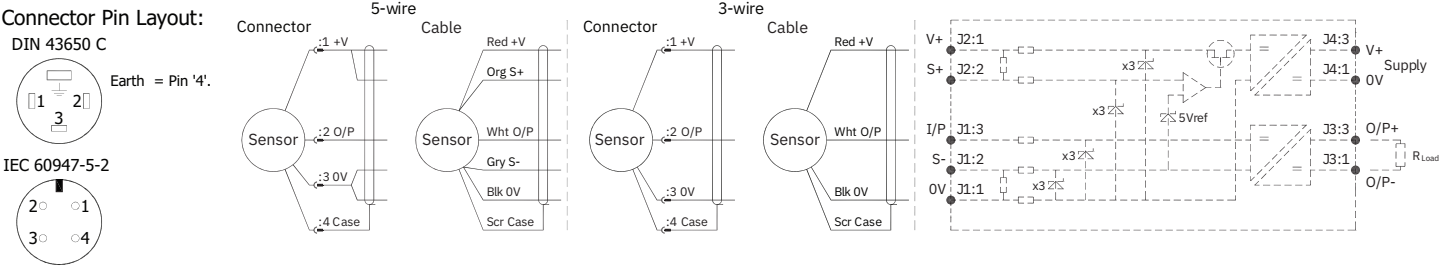 Connector Pin Layout:
DIN 43650 C
Earth = Pin '4'.
1 2
3
IEC 60947-5-2
2 1
3 4
5-wire
Connector
Cable
:1 +V
:2 O/P
:3 0V
:4 Case
Sensor
Sensor
Red +V
Org S+
Wht O/P
Gry S-
Blk 0V
Scr Case
3-wire
Connector
Cable
:1 +V
:2 O/P
:3 0V
:4 Case
Sensor
Sensor
Red +V
Wht O/P
Blk 0V
Scr Case
V+ J2:1
S+ J2:2
I/P J1:3
S- J1:2
0V J1:1
x3
x3
5Vref
x3
x3
J4:3 V+
Supply
J4:1 0V
J3:3 O/P+
RLoad
J3:1 O/P-